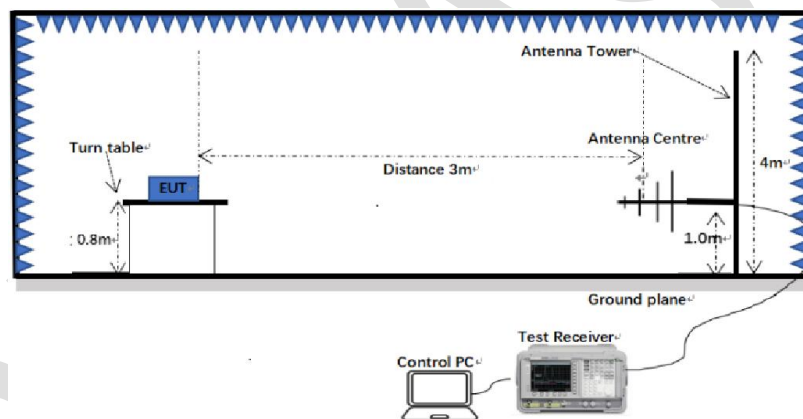 Antenna Tower
Turn table
Antenna Centre
Distance 3m
4m
EUT
: 0.8m
1.0m
Ground plane
Test Receiver
Control PC